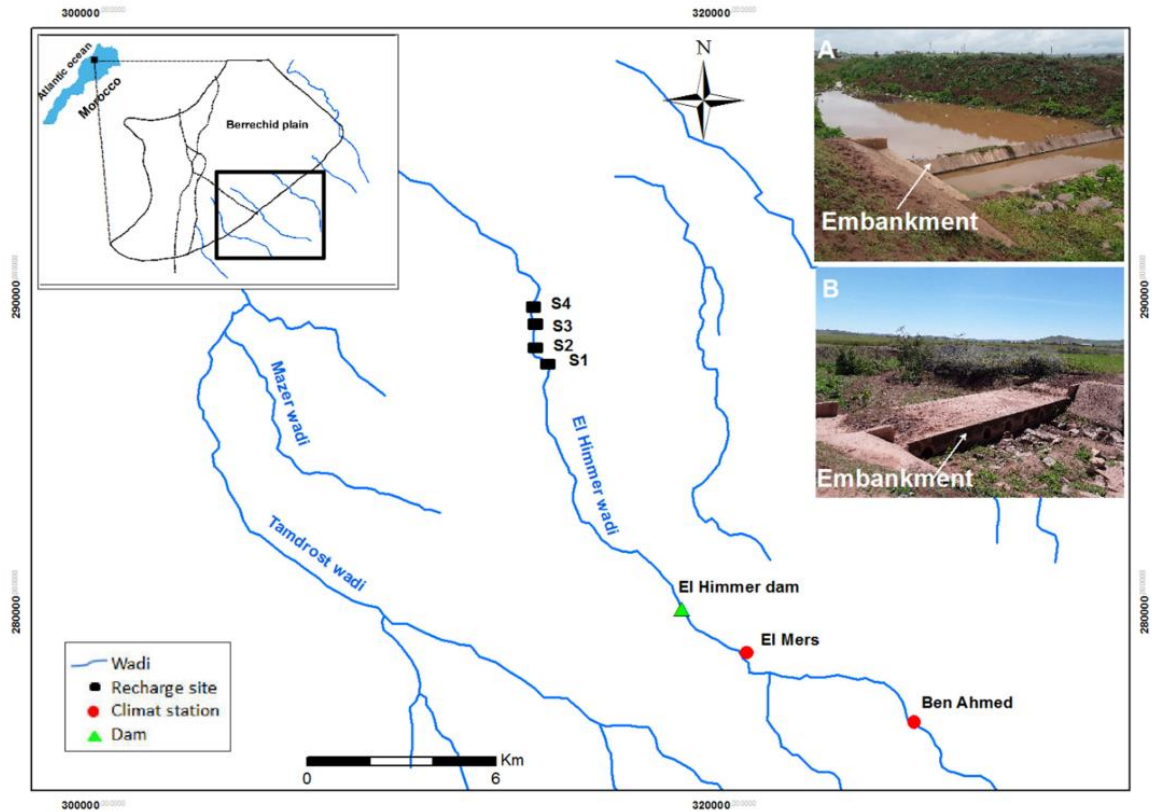 300000
320000
Atlantic ocean
Morocco
Berrechid plain
N
A
Embankment
B
Embankment
290000
290000
S4
S3
S2
S1
Mazer wadi
El Himmer wadi
Tamdrost wadi
El Himmer dam
El Mers
Ben Ahmed
280000
280000
Wadi
Recharge site
Climat station
Dam
Km
0
6
300000
320000